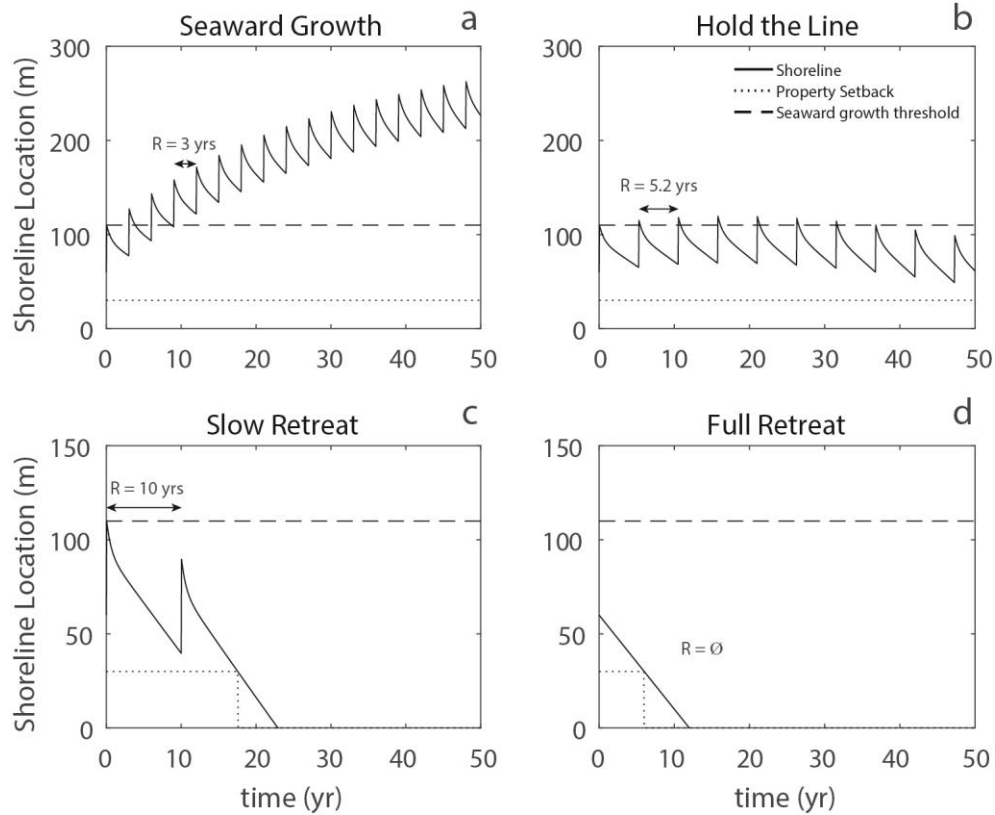 Seaward Growth
a
300
200
100
0
R = 3 yrs
0 10 20 30 40 50
Shoreline Location (m)
Hold the Line
b
300
200
100
0
Shoreline
Property Setback
Seaward growth threshold
R = 5.2 yrs
0 10 20 30 40 50
Slow Retreat
c
150
100
50
0
R = 10 yrs
0 10 20 30 40 50
Shoreline Location (m)
time (yr)
Full Retreat
d
150
100
50
0
R = Ø
0 10 20 30 40 50
time (yr)